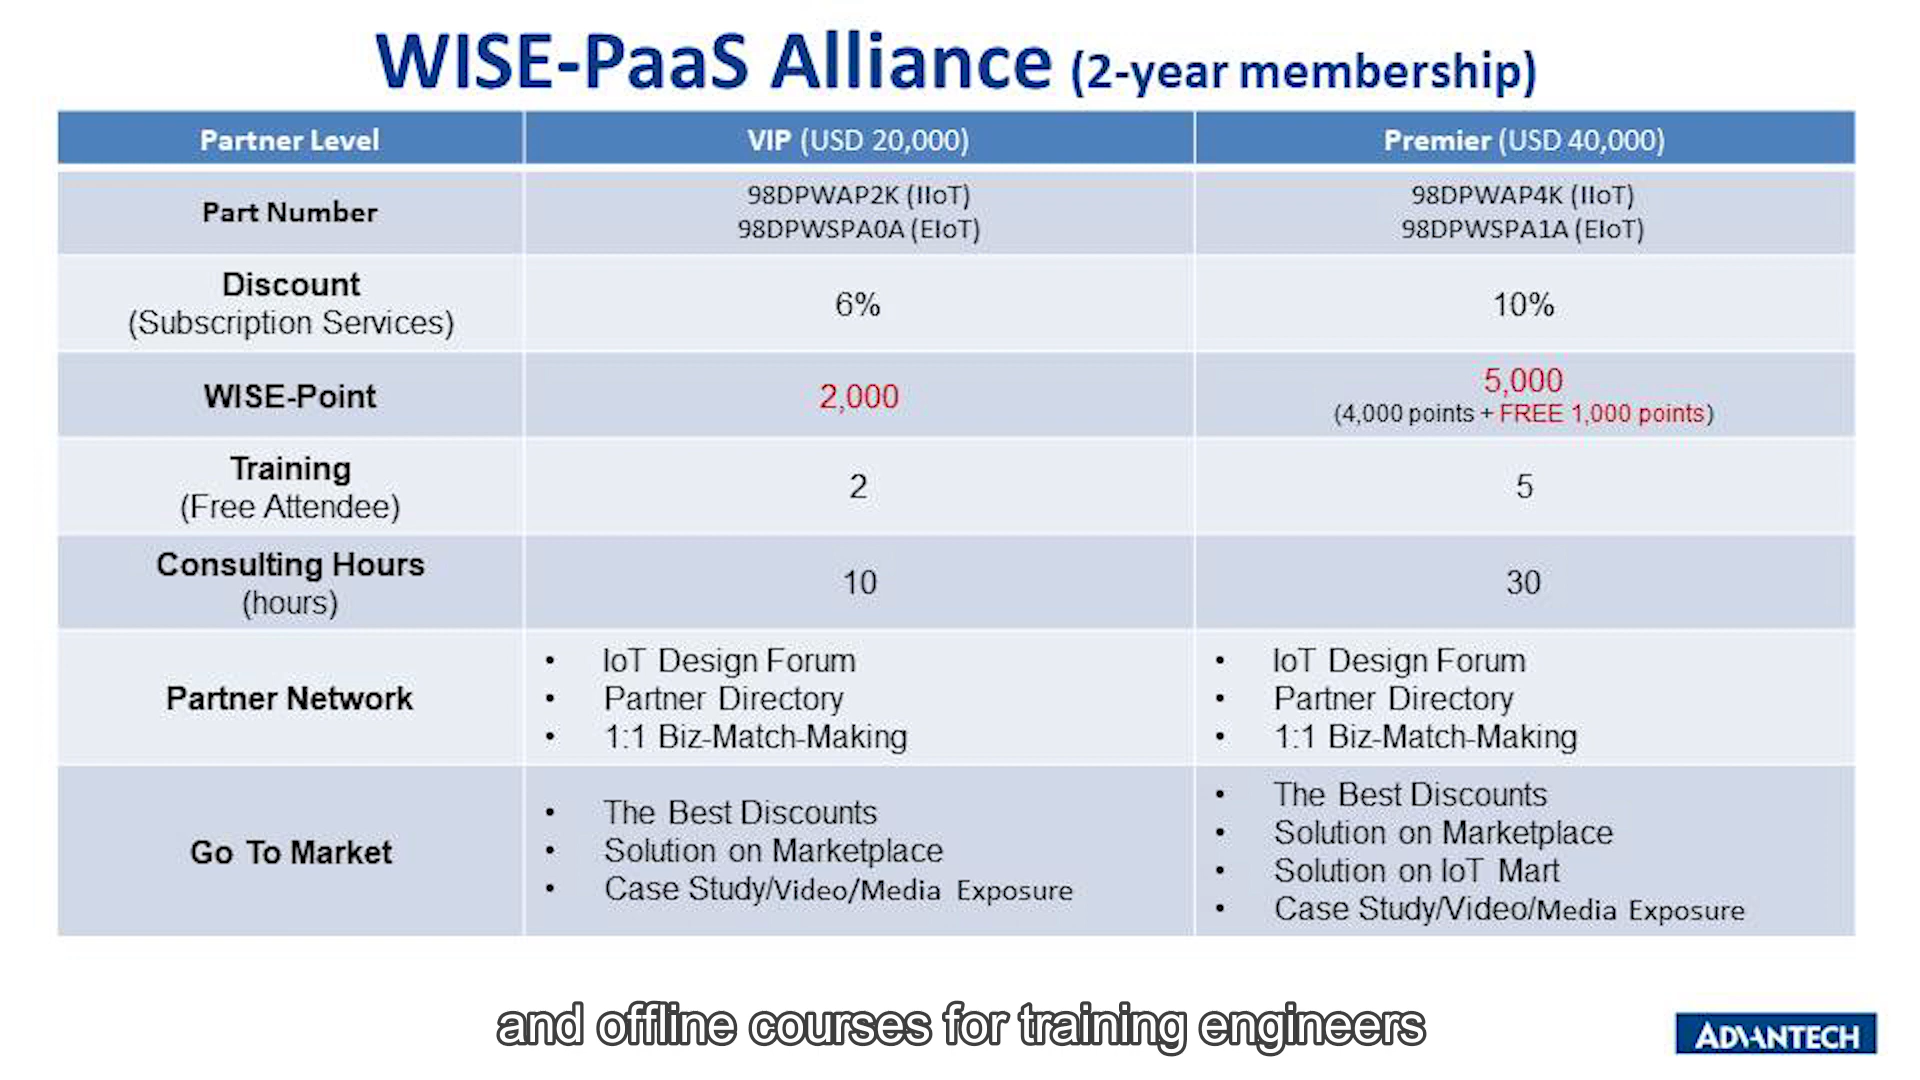 WISE-PaaS Alliance (2-year membership)
Partner Level
VIP (USD 20,000)
Premier (USD 40,000)
Part Number
98DPWAP2K (IIoT)
98DPWSPA0A (EIoT)
98DPWAP4K (IIoT)
98DPWSPA1A (EIoT)
Discount
(Subscription Services)
6%
10%
WISE-Point
2,000
5,000
(4,000 points + FREE 1,000 points)
Training
(Free Attendee)
2
5
Consulting Hours
(hours)
10
30
Partner Network
• IoT Design Forum
• Partner Directory
• 1:1 Biz-Match-Making
• IoT Design Forum
• Partner Directory
• 1:1 Biz-Match-Making
Go To Market
• The Best Discounts
• Solution on Marketplace
• Case Study/Video/Media Exposure
• The Best Discounts
• Solution on Marketplace
• Solution on IoT Mart
• Case Study/Video/Media Exposure
and offline courses for training engineers
ADVANTECH